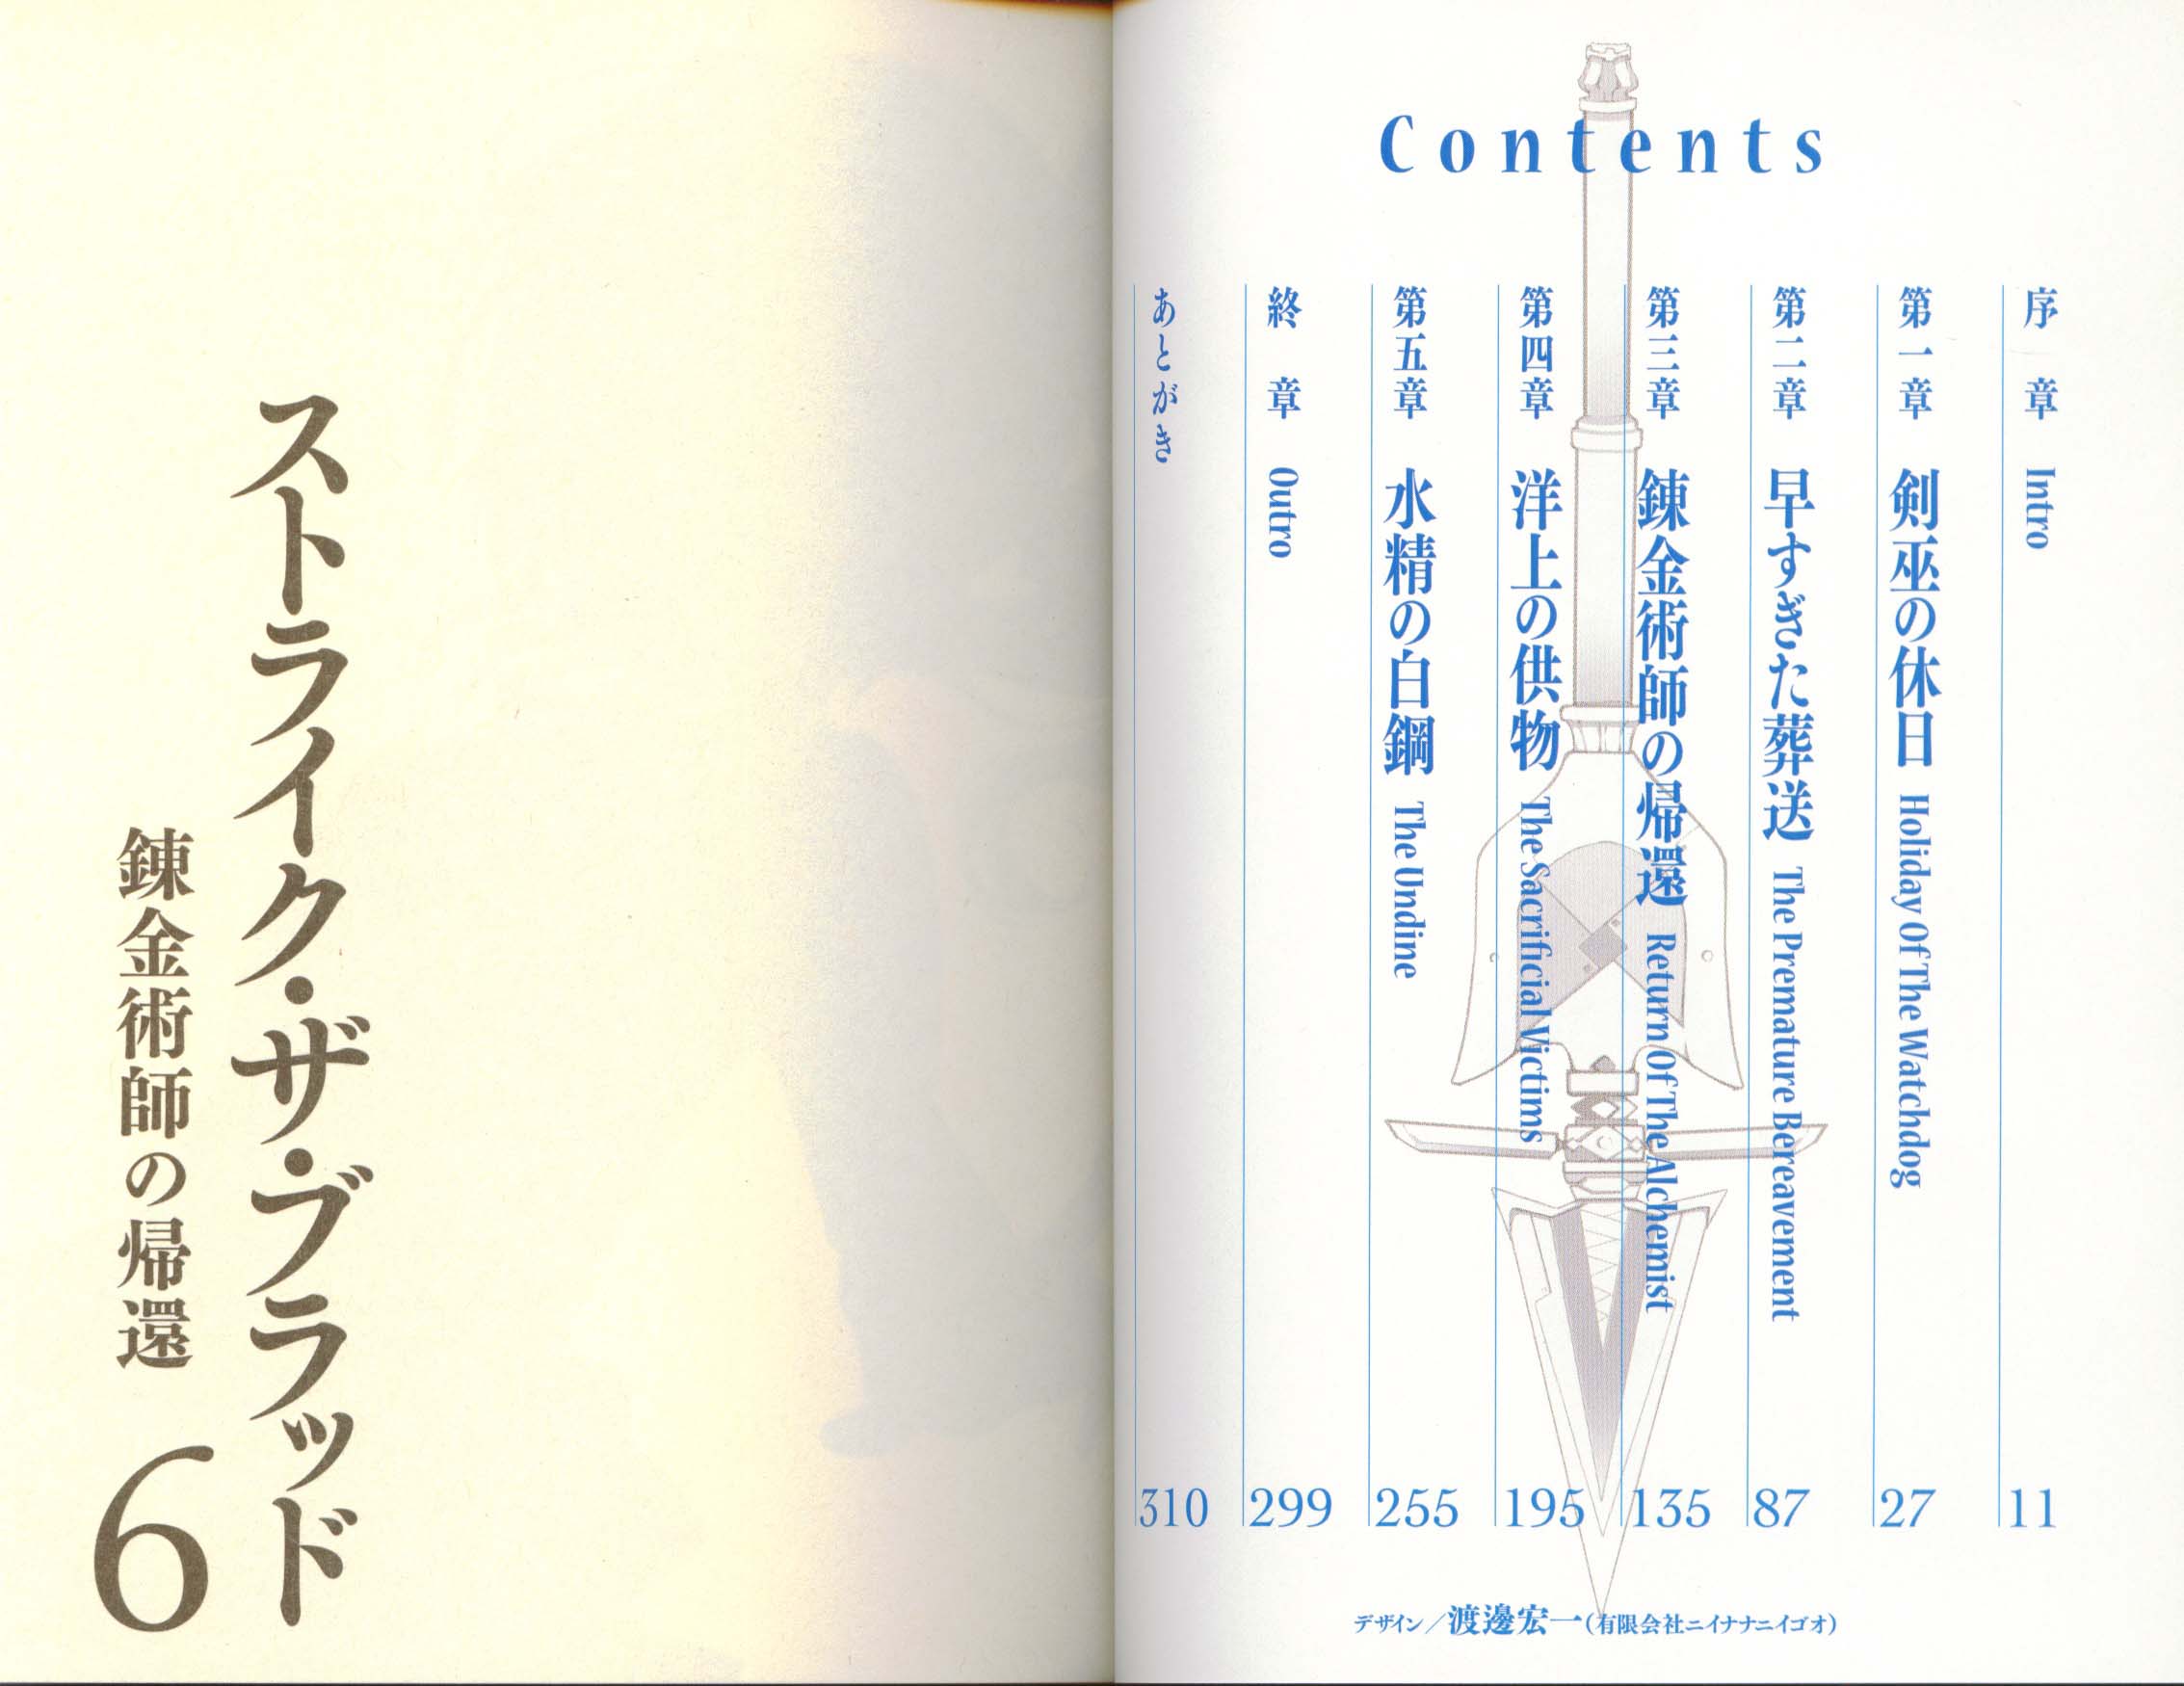 Contents
序章 Intro 11
第一章 剣巫の休日 Holiday Of The Watchdog 27
第二章 早すぎた葬送 The Premature Bereavement 87
第三章 錬金術師の帰還 Return Of The Alchemist 135
第四章 洋上の供物 The Sacrificial Victims 195
第五章 水精の白鋼 The Undine 255
終章 Outro 299
あとがき 310
デザイン／渡邊宏一(有限会社ニイナナニイゴオ)
ストライク・ザ・ブラッド
錬金術師の帰還
6